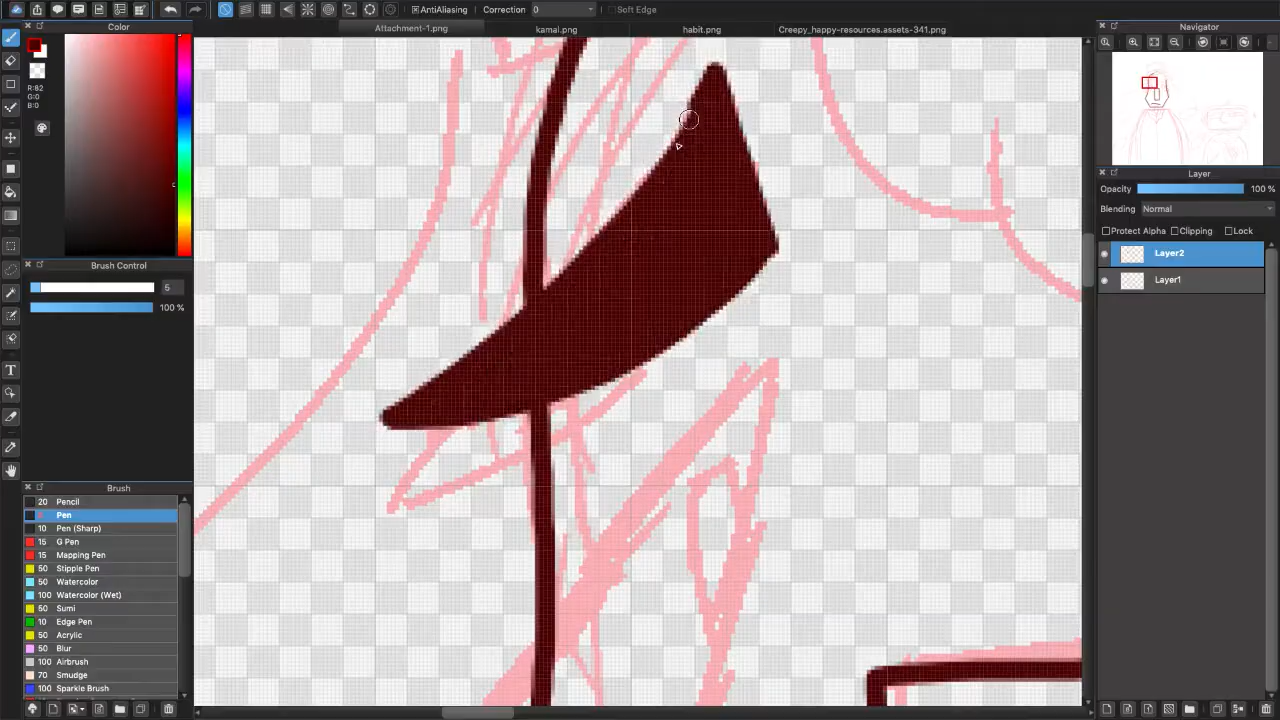 AntiAliasing Correction 0 Soft Edge
Color
Attachment-1.png kamal.png habit.png Creepy_happy-resources.assets-341.png
Navigator
R:82
G:0
B:0
Layer
Opacity 100 %
Blending Normal
Protect Alpha Clipping Lock
Layer2
Layer1
Brush Control
5
100 %
Brush
20 Pencil
Pen
10 Pen (Sharp)
15 G Pen
15 Mapping Pen
50 Stipple Pen
50 Watercolor
100 Watercolor (Wet)
50 Sumi
10 Edge Pen
50 Acrylic
50 Blur
100 Airbrush
70 Smudge
100 Sparkle Brush